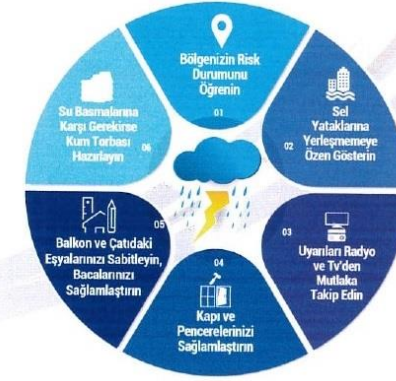 Bölgenizin Risk
Durumunu
Öğrenin
01
Sel
Yataklarına
Yerleşmemeye
Özen Gösterin
02
03
Uyarıları Radyo
ve Tv'den
Mutlaka
Takip Edin
04
Kapı ve
Pencerelerinizi
Sağlamlaştırın
05
Balkon ve Çatıdaki
Eşyalarınızı Sabitleyin,
Bacalarınızı
Sağlamlaştırın
Su Basmalarına
Karşı Gerekirse
Kum Torbası
Hazırlayın
06